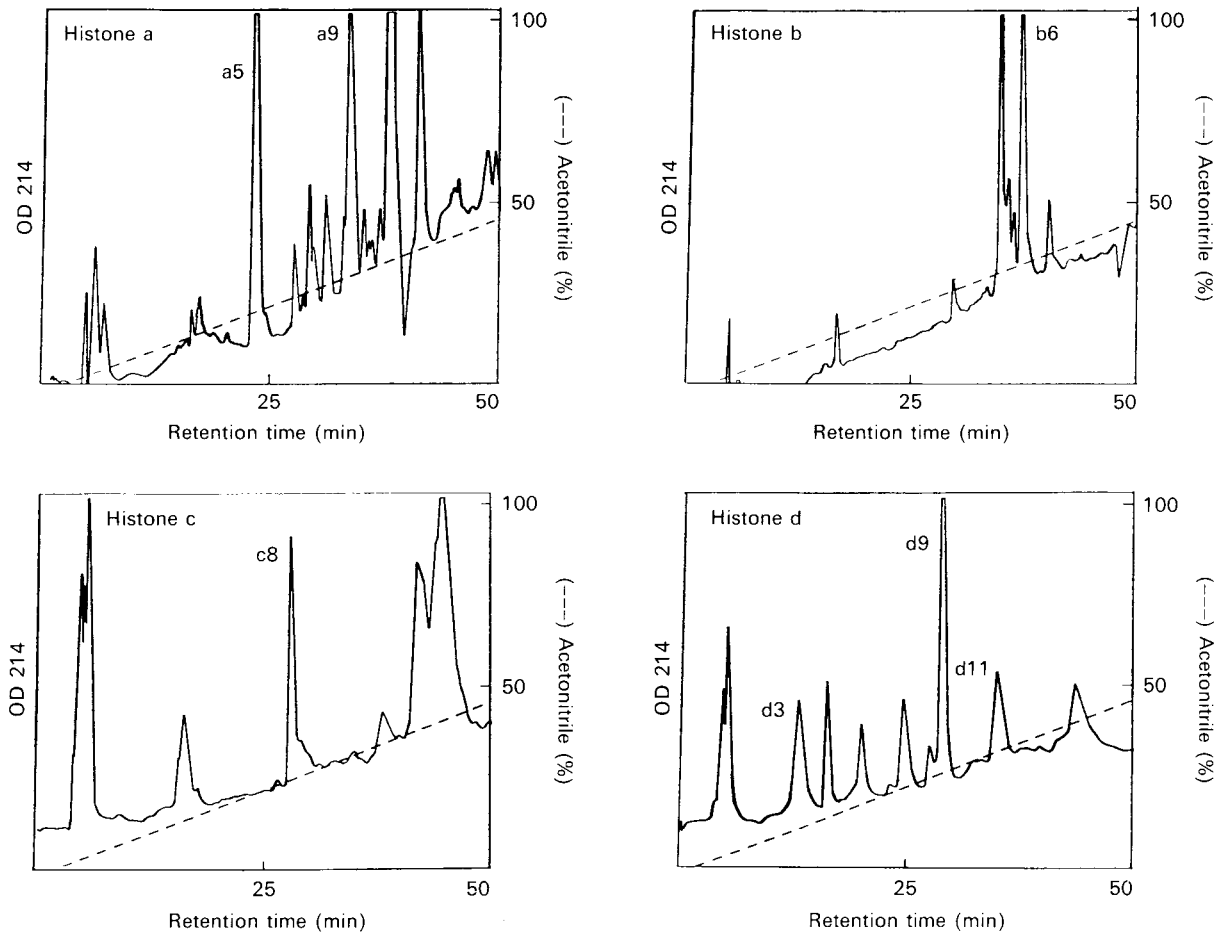 Histone a
a5
a9
100
50
OD 214
(---) Acetonitrile (%)
25
50
Retention time (min)
Histone b
b6
100
50
OD 214
(---) Acetonitrile (%)
25
50
Retention time (min)
Histone c
c8
100
50
OD 214
(---) Acetonitrile (%)
25
50
Retention time (min)
Histone d
d3
d9
d11
100
50
OD 214
(---) Acetonitrile (%)
25
50
Retention time (min)